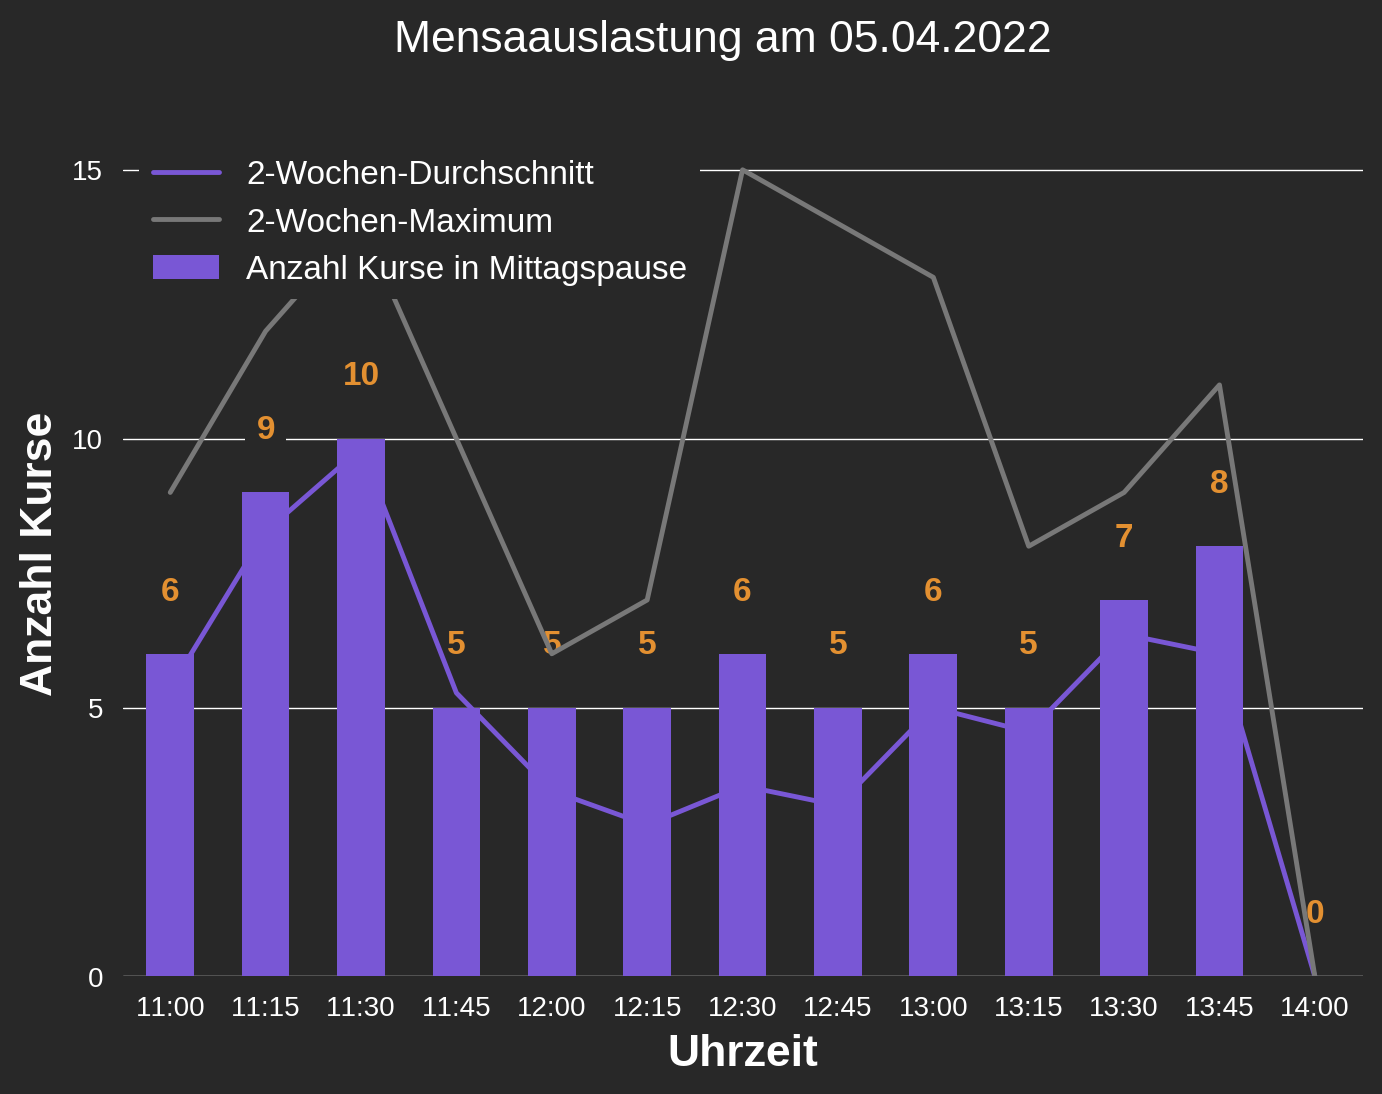 Mensaauslastung am 05.04.2022
2-Wochen-Durchschnitt
2-Wochen-Maximum
Anzahl Kurse in Mittagspause
Anzahl Kurse
15
10
5
0
6
9
10
5
5
5
6
5
6
5
7
8
0
11:00 11:15 11:30 11:45 12:00 12:15 12:30 12:45 13:00 13:15 13:30 13:45 14:00
Uhrzeit